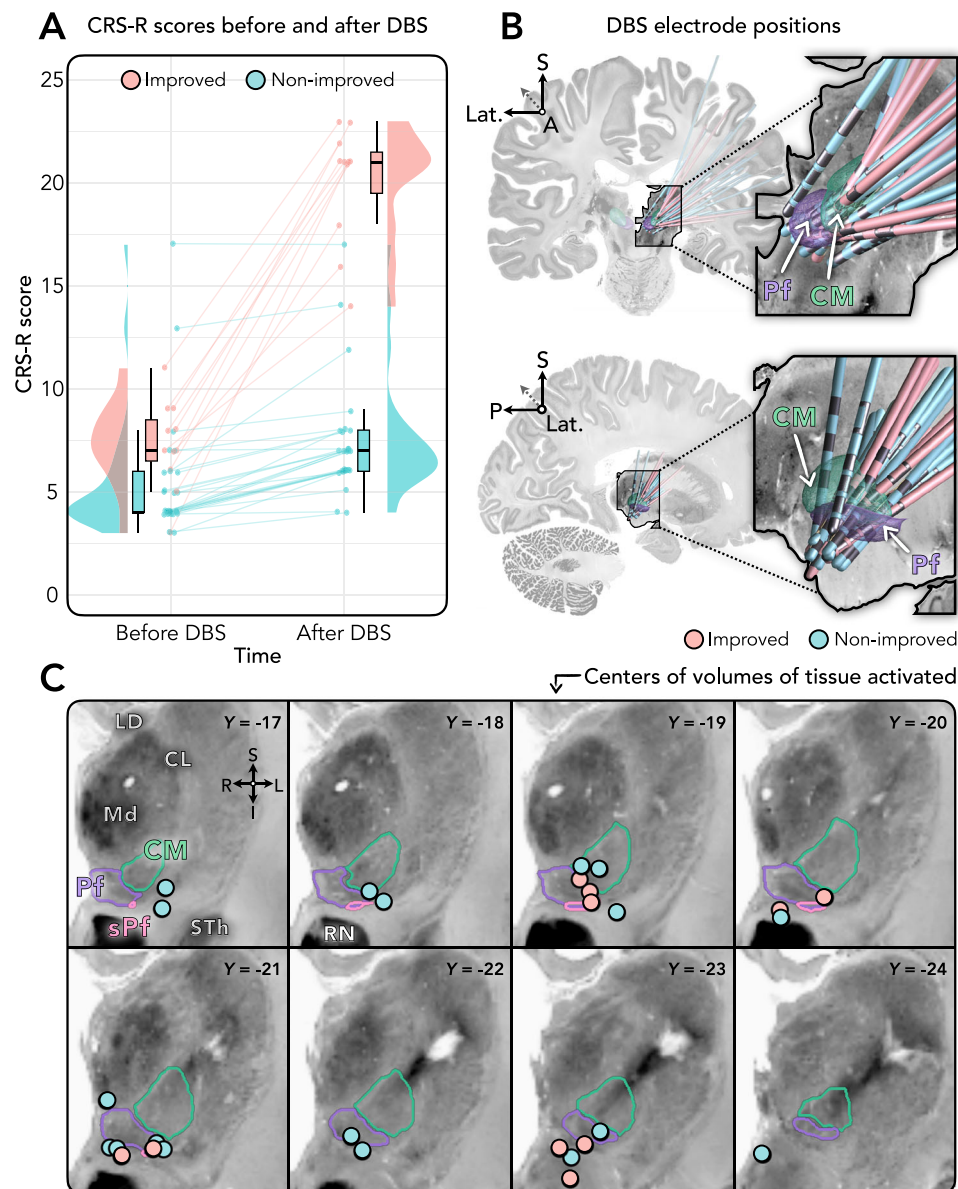 A CRS-R scores before and after DBS
Improved Non-improved
CRS-R score
25
20
15
10
5
0
Before DBS After DBS
Time
B DBS electrode positions
S
Lat.
A
Pf CM
S
P
Lat.
CM
Pf
Improved Non-improved
C Centers of volumes of tissue activated
Y = -17
LD
CL
S
R L
I
Md
CM
Pf
sPf STh
Y = -18
RN
Y = -19
Y = -20
Y = -21
Y = -22
Y = -23
Y = -24